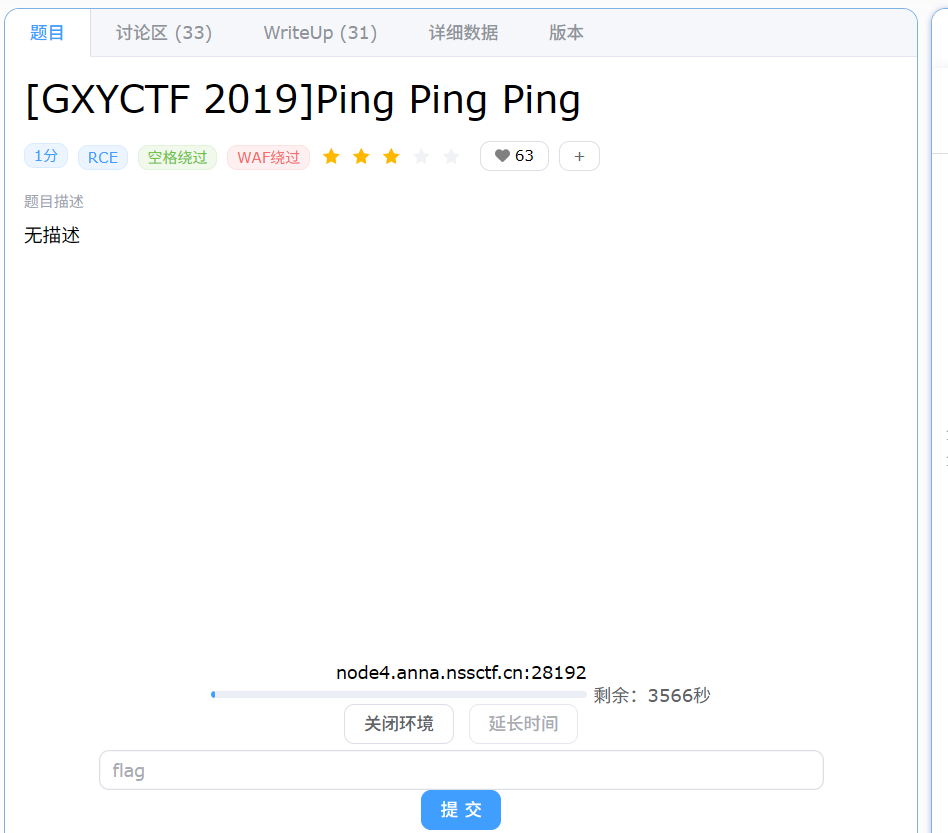 题目 讨论区 (33) WriteUp (31) 详细数据 版本
[GXYCTF 2019]Ping Ping Ping
1分 RCE 空格绕过 WAF绕过 63 +
题目描述
无描述
node4.anna.nssctf.cn:28192
剩余：3566秒
关闭环境 延长时间
flag
提 交